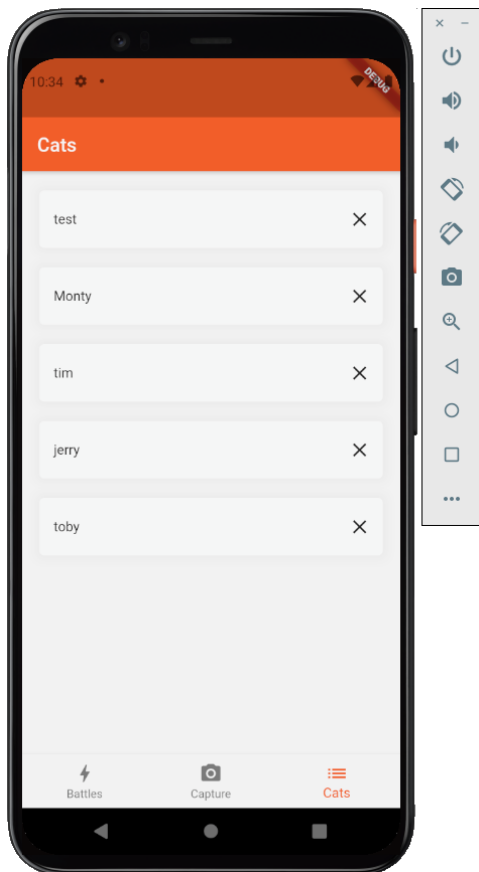 10:34
DEBUG
Cats
test
Monty
tim
jerry
toby
Battles
Capture
Cats